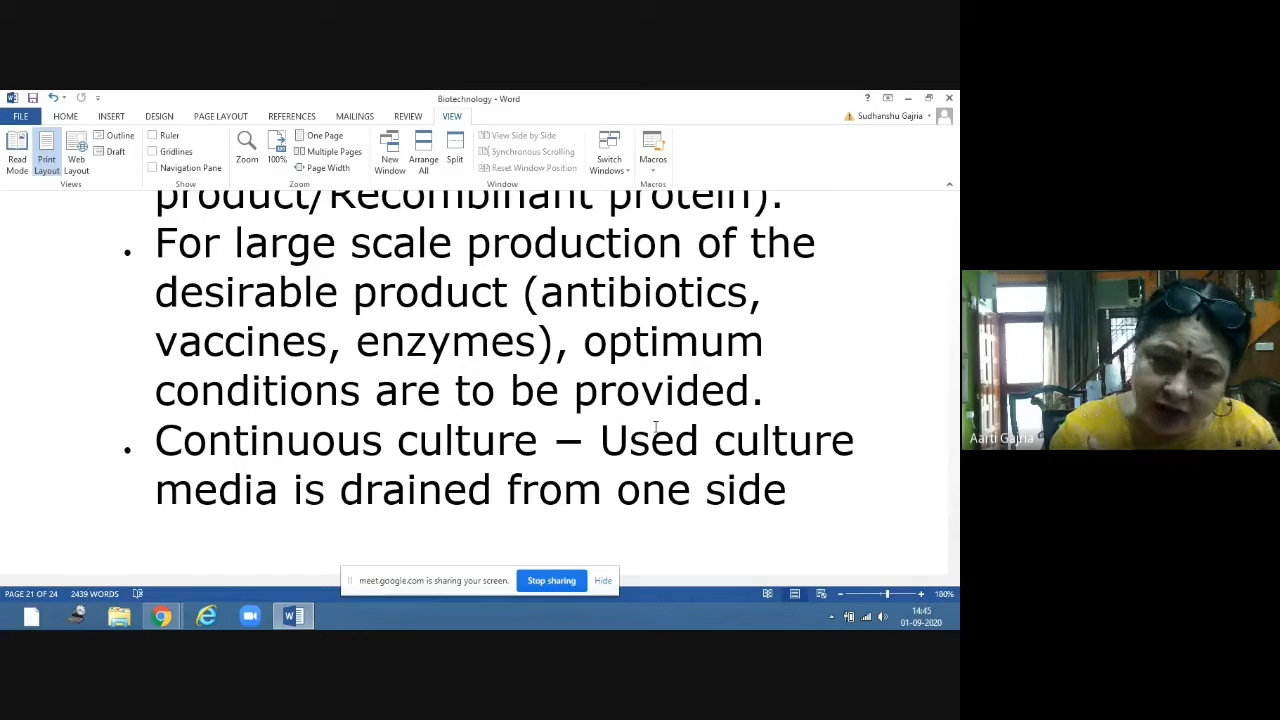 Biotechnology - Word
?
FILE HOME INSERT DESIGN PAGE LAYOUT REFERENCES MAILINGS REVIEW VIEW Sudhanshu Gajria
Read Mode
Print Layout
Web Layout
Outline
Draft
Views
Ruler
Gridlines
Navigation Pane
Show
Zoom
100%
One Page
Multiple Pages
Page Width
Zoom
New Window
Arrange All
Split
View Side by Side
Synchronous Scrolling
Reset Window Position
Window
Switch Windows
Macros
Macros
product/Recombinant protein).
• For large scale production of the
desirable product (antibiotics,
vaccines, enzymes), optimum
conditions are to be provided.
• Continuous culture – Used culture
media is drained from one side
Aarti Gajria
meet.google.com is sharing your screen. Stop sharing Hide
PAGE 21 OF 24 2439 WORDS 180%
14:45
01-09-2020